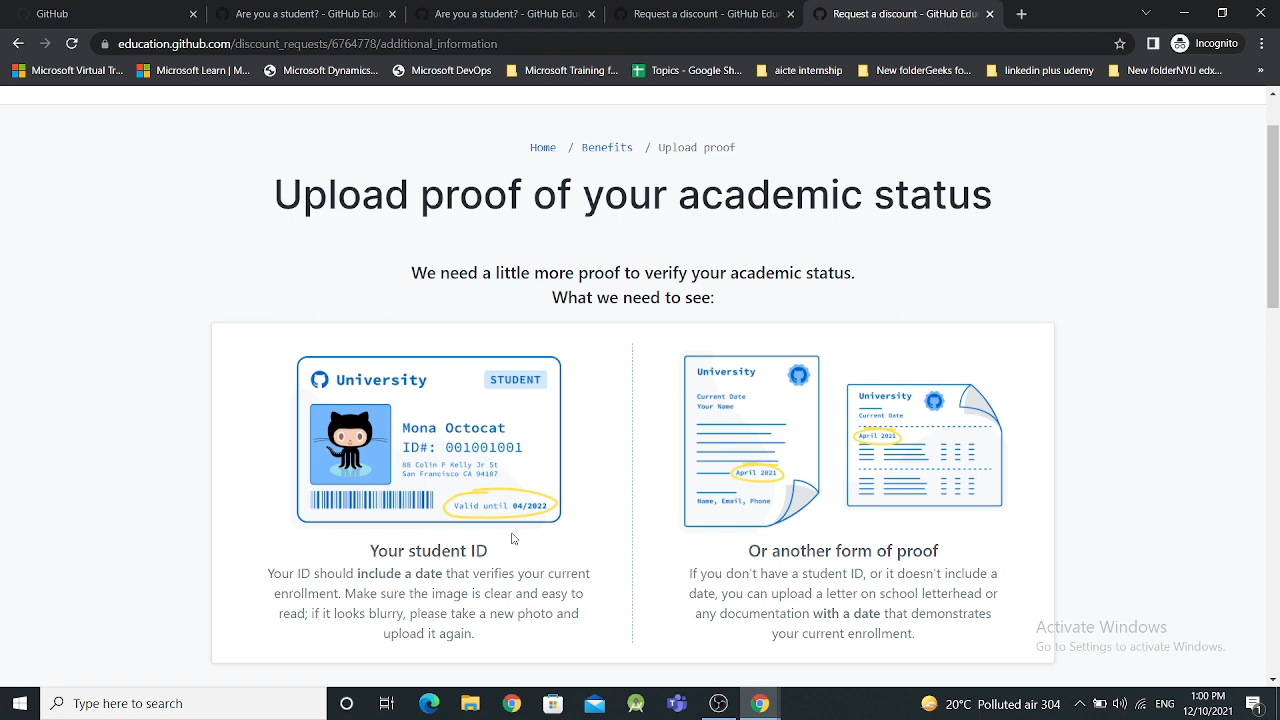 GitHub
Are you a student? - GitHub Edu
Are you a student? - GitHub Edu
Request a discount - GitHub Edu
Request a discount - GitHub Edu
education.github.com/discount_requests/6764778/additional_information
Incognito
Microsoft Virtual Tr...
Microsoft Learn | M...
Microsoft Dynamics...
Microsoft DevOps
Microsoft Training f...
Topics - Google Sh...
aicte internship
New folderGeeks fo...
linkedin plus udemy
New folderNYU edx...
»
Home / Benefits / Upload proof
Upload proof of your academic status
We need a little more proof to verify your academic status.
What we need to see:
University
STUDENT
Mona Octocat
ID#: 001001001
88 Colin P Kelly Jr St
San Francisco CA 94107
Valid until 04/2022
University
Current Date
Your Name
April 2021
Name, Email, Phone
University
Current Date
April 2021
Your student ID
Your ID should include a date that verifies your current
enrollment. Make sure the image is clear and easy to
read; if it looks blurry, please take a new photo and
upload it again.
Or another form of proof
If you don't have a student ID, or it doesn't include a
date, you can upload a letter on school letterhead or
any documentation with a date that demonstrates
your current enrollment.
Activate Windows
Go to Settings to activate Windows.
Type here to search
20°C Polluted air 304
ENG
1:00 PM
12/10/2021